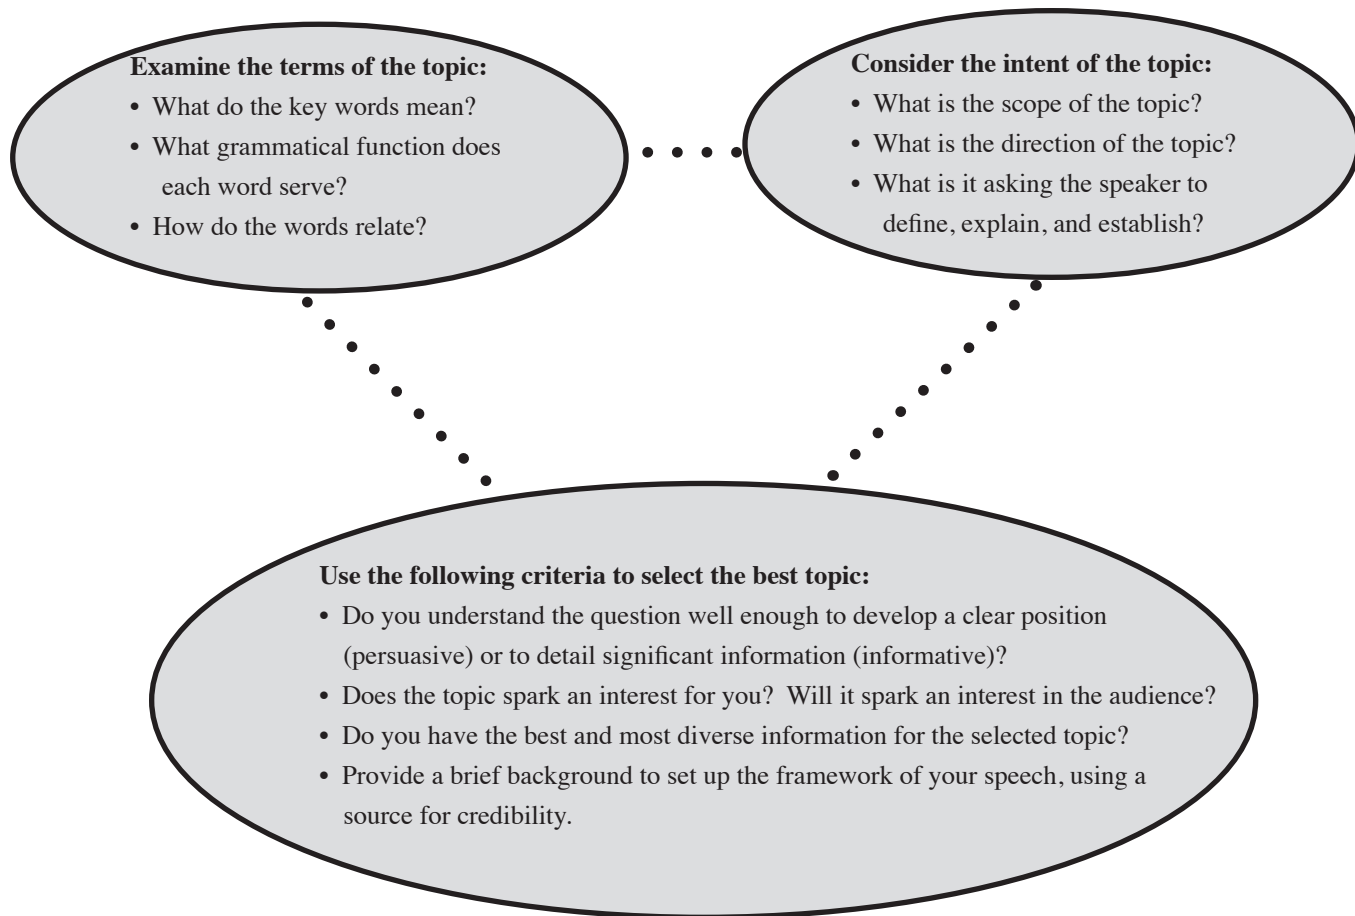 Examine the terms of the topic:
• What do the key words mean?
• What grammatical function does
each word serve?
• How do the words relate?
Consider the intent of the topic:
• What is the scope of the topic?
• What is the direction of the topic?
• What is it asking the speaker to
define, explain, and establish?
Use the following criteria to select the best topic:
• Do you understand the question well enough to develop a clear position
(persuasive) or to detail significant information (informative)?
• Does the topic spark an interest for you?  Will it spark an interest in the audience?
• Do you have the best and most diverse information for the selected topic?
• Provide a brief background to set up the framework of your speech, using a
source for credibility.